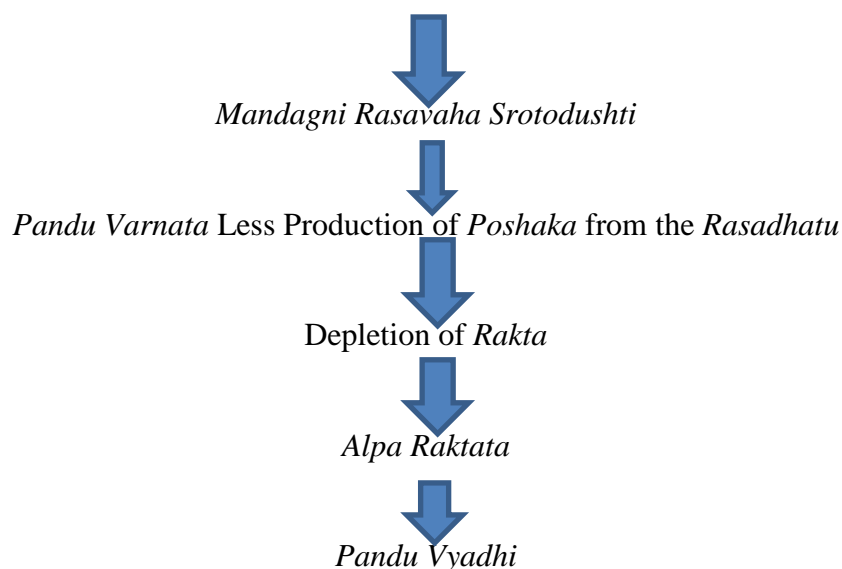 Mandagni Rasavaha Srotodushti
Pandu Varnata Less Production of Poshaka from the Rasadhatu
Depletion of Rakta
Alpa Raktata
Pandu Vyadhi